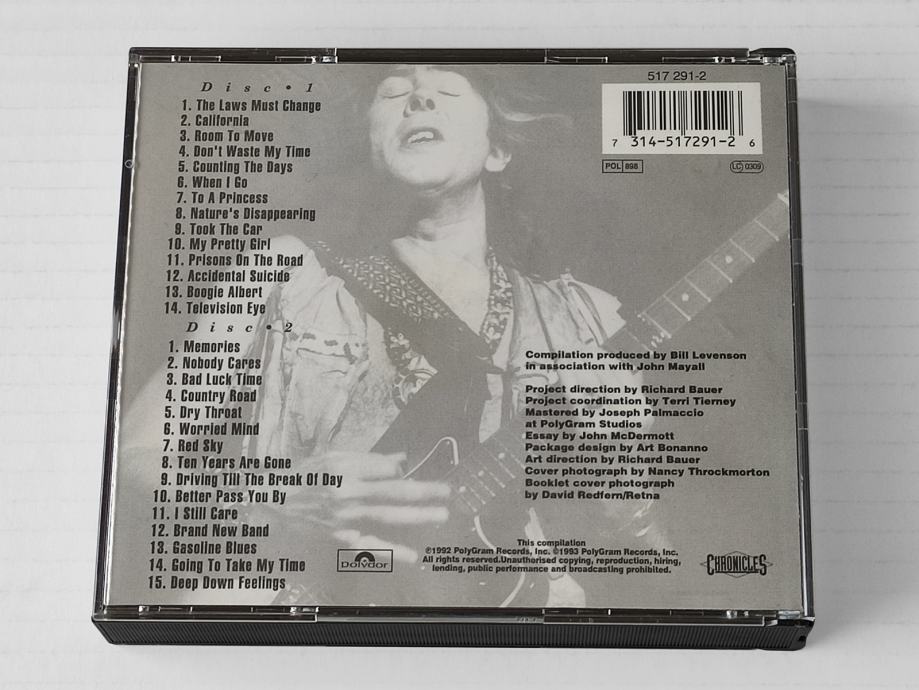 Disc • 1
1. The Laws Must Change
2. California
3. Room To Move
4. Don't Waste My Time
5. Counting The Days
6. When I Go
7. To A Princess
8. Nature's Disappearing
9. Took The Car
10. My Pretty Girl
11. Prisons On The Road
12. Accidental Suicide
13. Boogie Albert
14. Television Eye
Disc • 2
1. Memories
2. Nobody Cares
3. Bad Luck Time
4. Country Road
5. Dry Throat
6. Worried Mind
7. Red Sky
8. Ten Years Are Gone
9. Driving Till The Break Of Day
10. Better Pass You By
11. I Still Care
12. Brand New Band
13. Gasoline Blues
14. Going To Take My Time
15. Deep Down Feelings
517 291-2
7 314-517291-2 6
POL 898
LC 0309
Compilation produced by Bill Levenson
in association with John Mayall
Project direction by Richard Bauer
Project coordination by Terri Tierney
Mastered by Joseph Palmaccio
at PolyGram Studios
Essay by John McDermott
Package design by Art Bonanno
Art direction by Richard Bauer
Cover photograph by Nancy Throckmorton
Booklet cover photograph
by David Redfern/Retna
This compilation
℗1992 PolyGram Records, Inc. ©1993 PolyGram Records, Inc.
All rights reserved.Unauthorised copying, reproduction, hiring,
lending, public performance and broadcasting prohibited.
Polydor
CHRONICLES